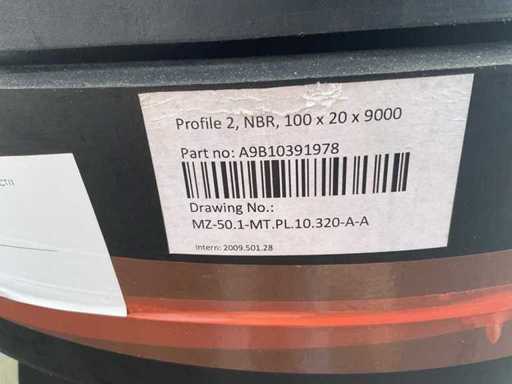 Profile 2, NBR, 100 x 20 x 9000
Part no: A9B10391978
Drawing No.:
MZ-50.1-MT.PL.10.320-A-A
Intern: 2009.501.28